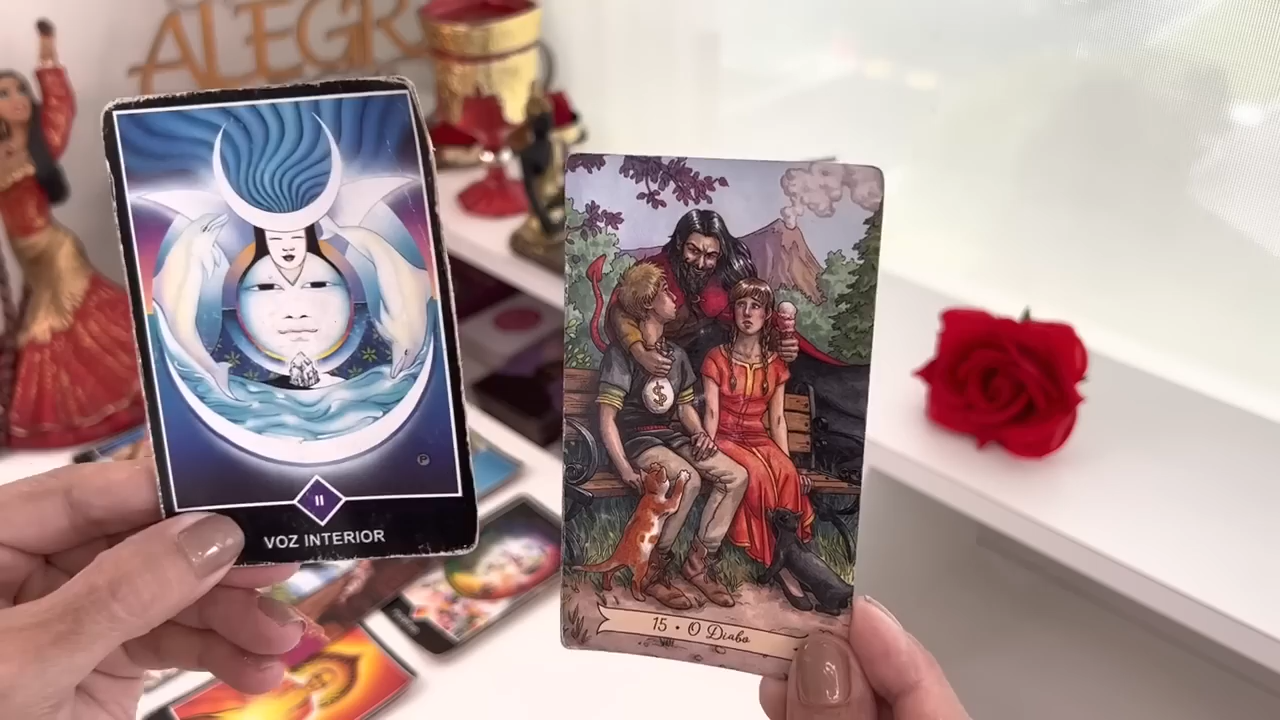 ALEGR
II
VOZ INTERIOR
P
$
15 • O Diabo